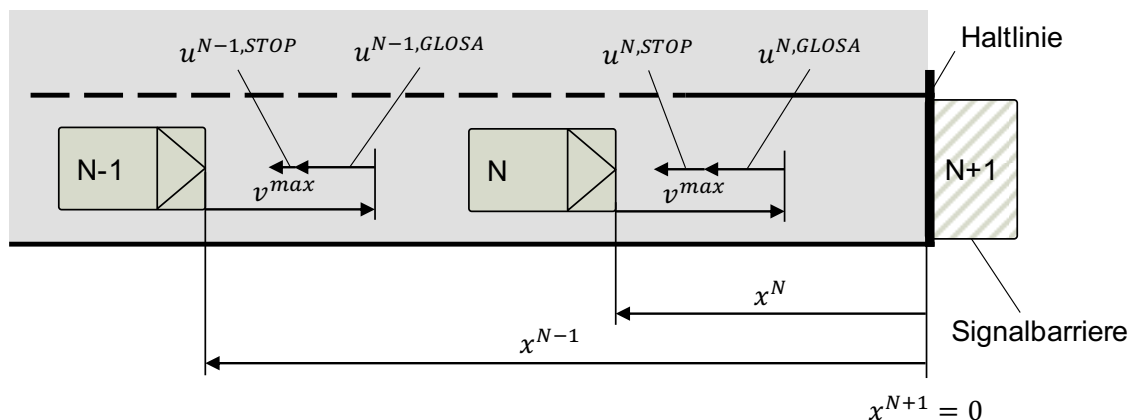 u^{N-1,STOP} u^{N-1,GLOSA} u^{N,STOP} u^{N,GLOSA} Haltlinie
N-1 v^{max} N v^{max} N+1
x^N
Signalbarriere
x^{N-1}
x^{N+1} = 0